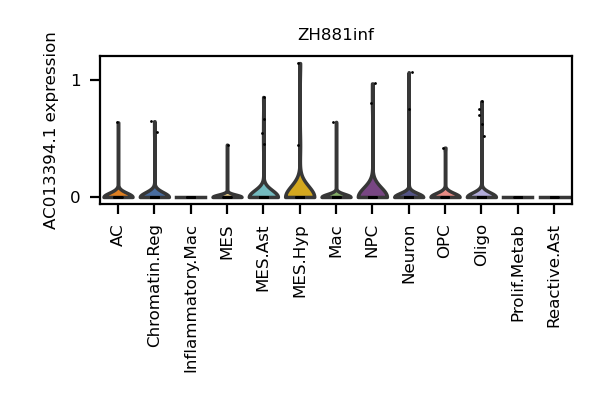 ZH881inf
AC013394.1 expression
1
0
AC
Chromatin.Reg
Inflammatory.Mac
MES
MES.Ast
MES.Hyp
Mac
NPC
Neuron
OPC
Oligo
Prolif.Metab
Reactive.Ast